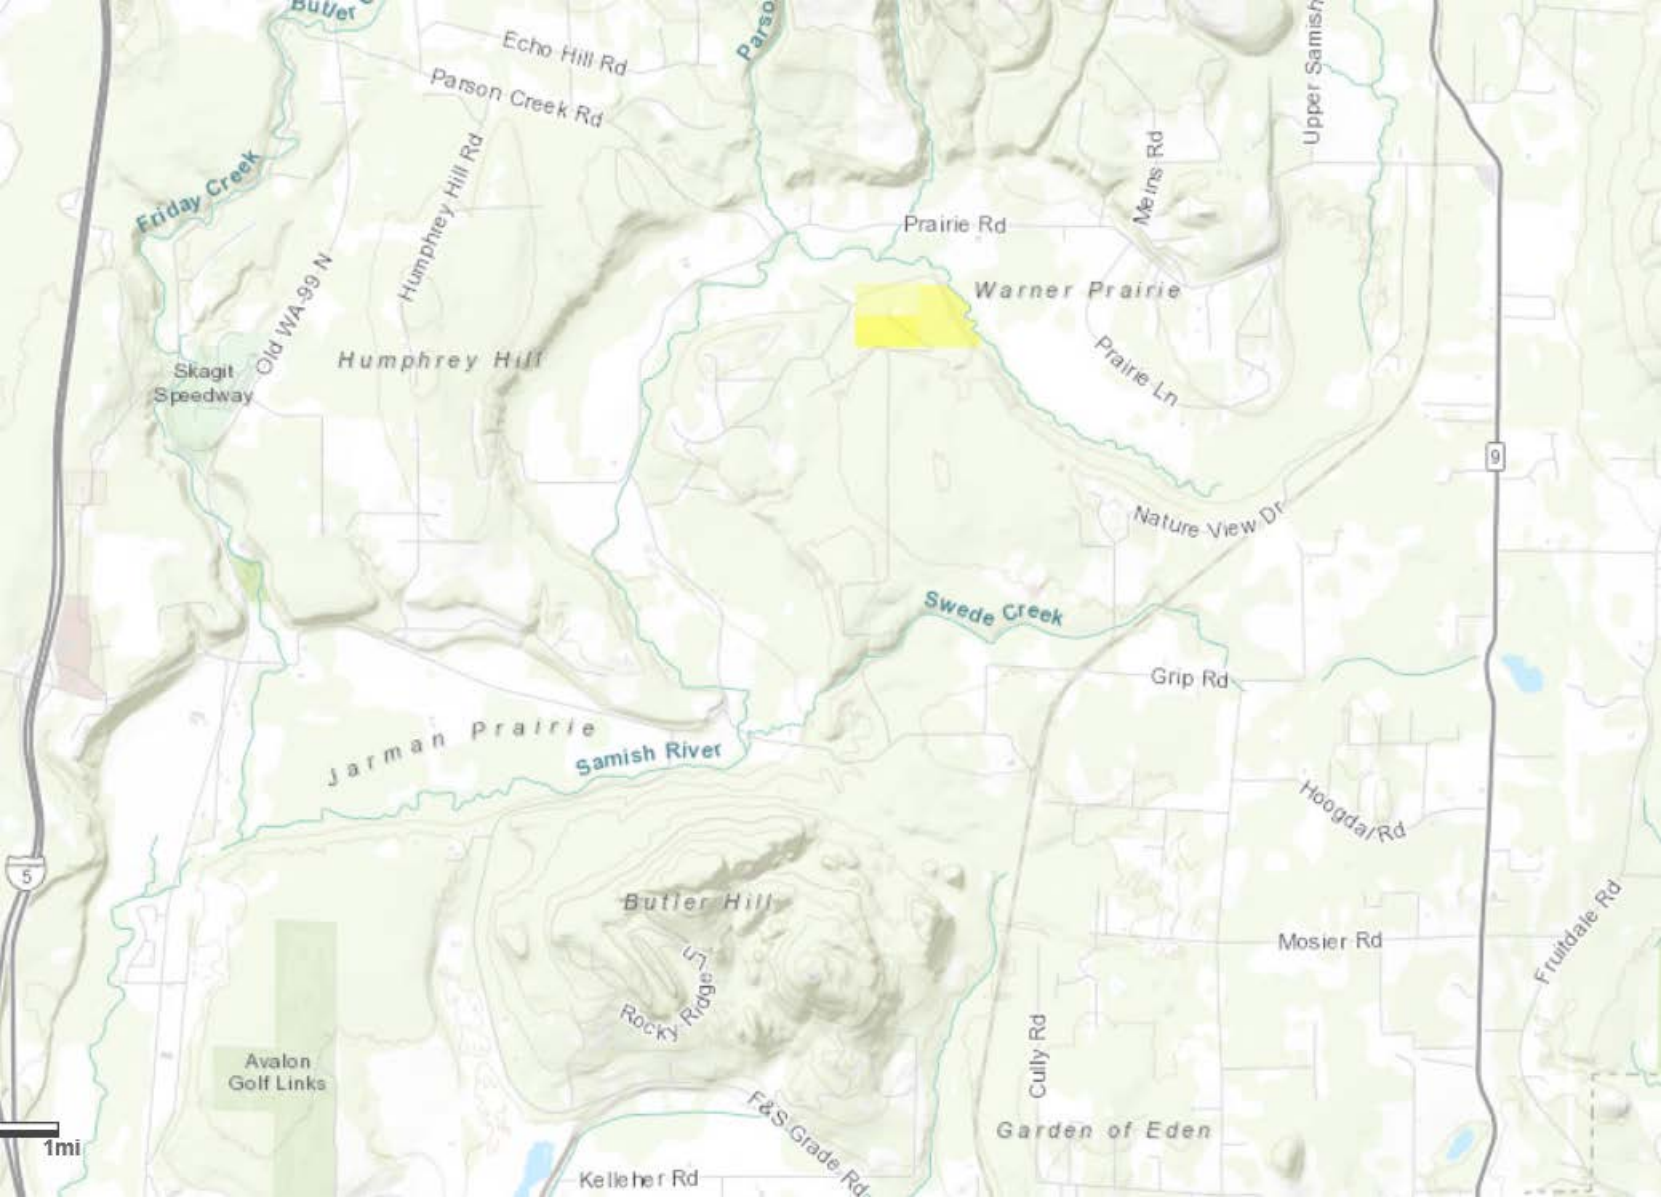 Butler
Echo Hill Rd
Parso
Upper Samish
Parson Creek Rd
Meins Rd
Humphrey Hill Rd
Friday Creek
Prairie Rd
Old WA-99 N
Warner Prairie
Humphrey Hill
Skagit
Speedway
Prairie Ln
9
Nature View Dr
Swede Creek
Grip Rd
Jarman Prairie
Samish River
Hoogdal Rd
5
Butler Hill
Mosier Rd
Fruitdale Rd
Rocky Ridge Ln
Cully Rd
Avalon
Golf Links
F&S Grade Rd
Garden of Eden
1mi
Kelleher Rd